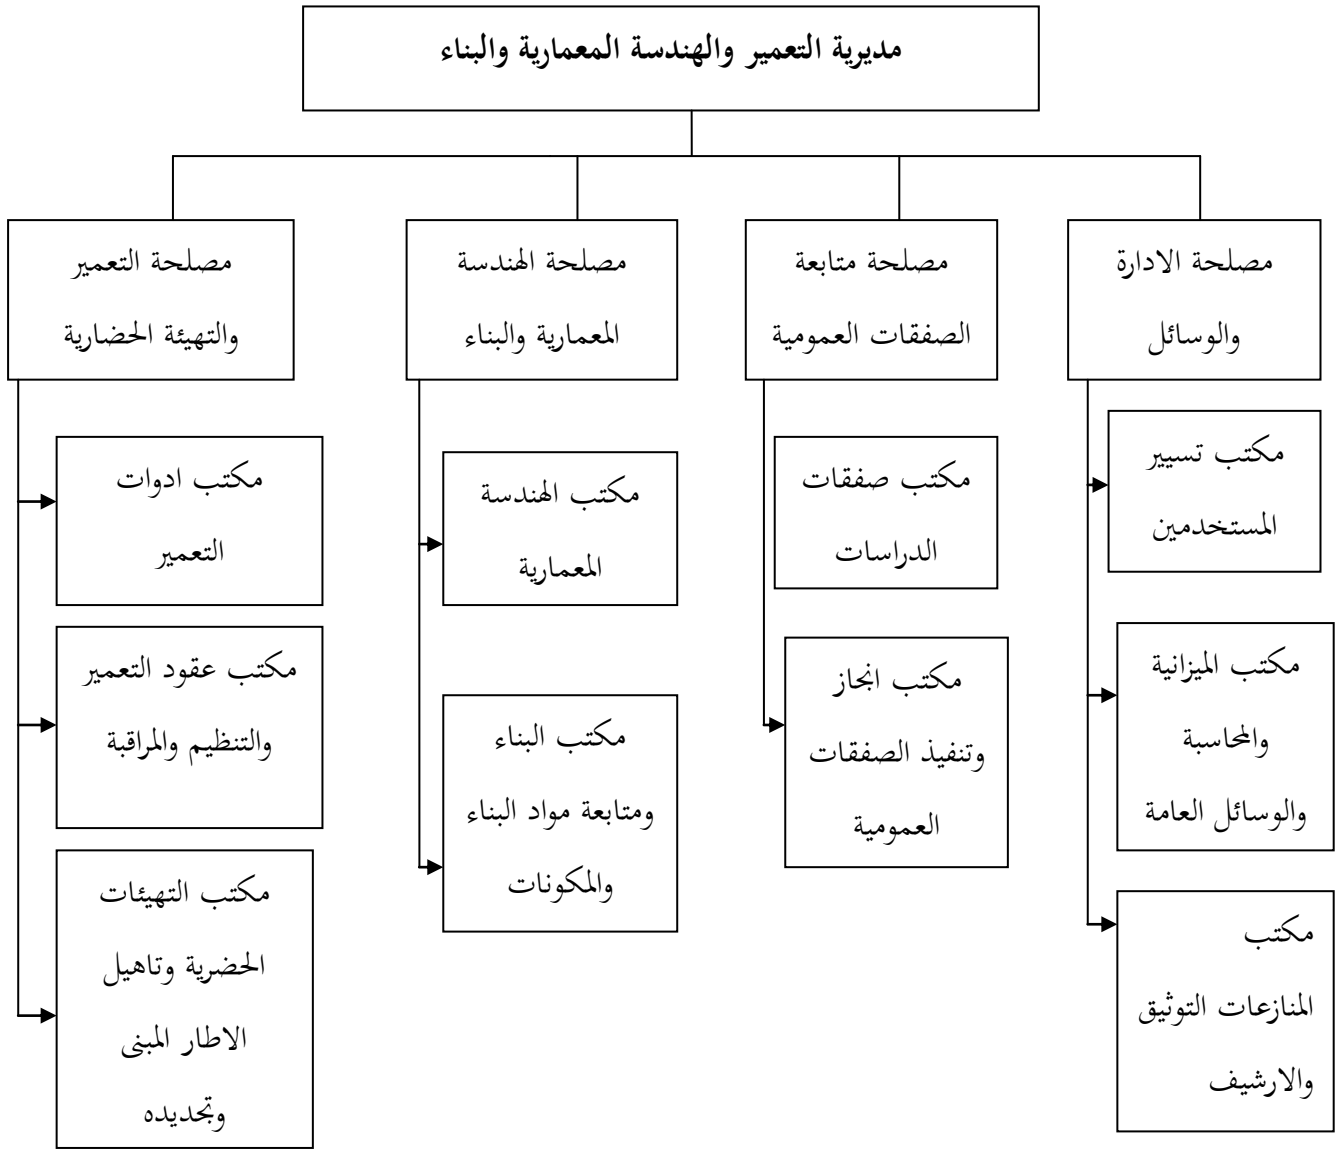 مديرية التعمير والهندسة المعمارية والبناء
مصلحة الادارة
والوسائل
مصلحة متابعة
الصفقات العمومية
مصلحة الهندسة
المعمارية والبناء
مصلحة التعمير
والتهيئة الحضارية
مكتب تسيير
المستخدمين
مكتب الميزانية
والمحاسبة
والوسائل العامة
مكتب
المنازعات التوثيق
والارشيف
مكتب صفقات
الدراسات
مكتب انجاز
وتنفيذ الصفقات
العمومية
مكتب الهندسة
المعمارية
مكتب البناء
ومتابعة مواد البناء
والمكونات
مكتب ادوات
التعمير
مكتب عقود التعمير
والتنظيم والمراقبة
مكتب التهيئات
الحضرية وتاهيل
الاطار المبنى
وتجديده